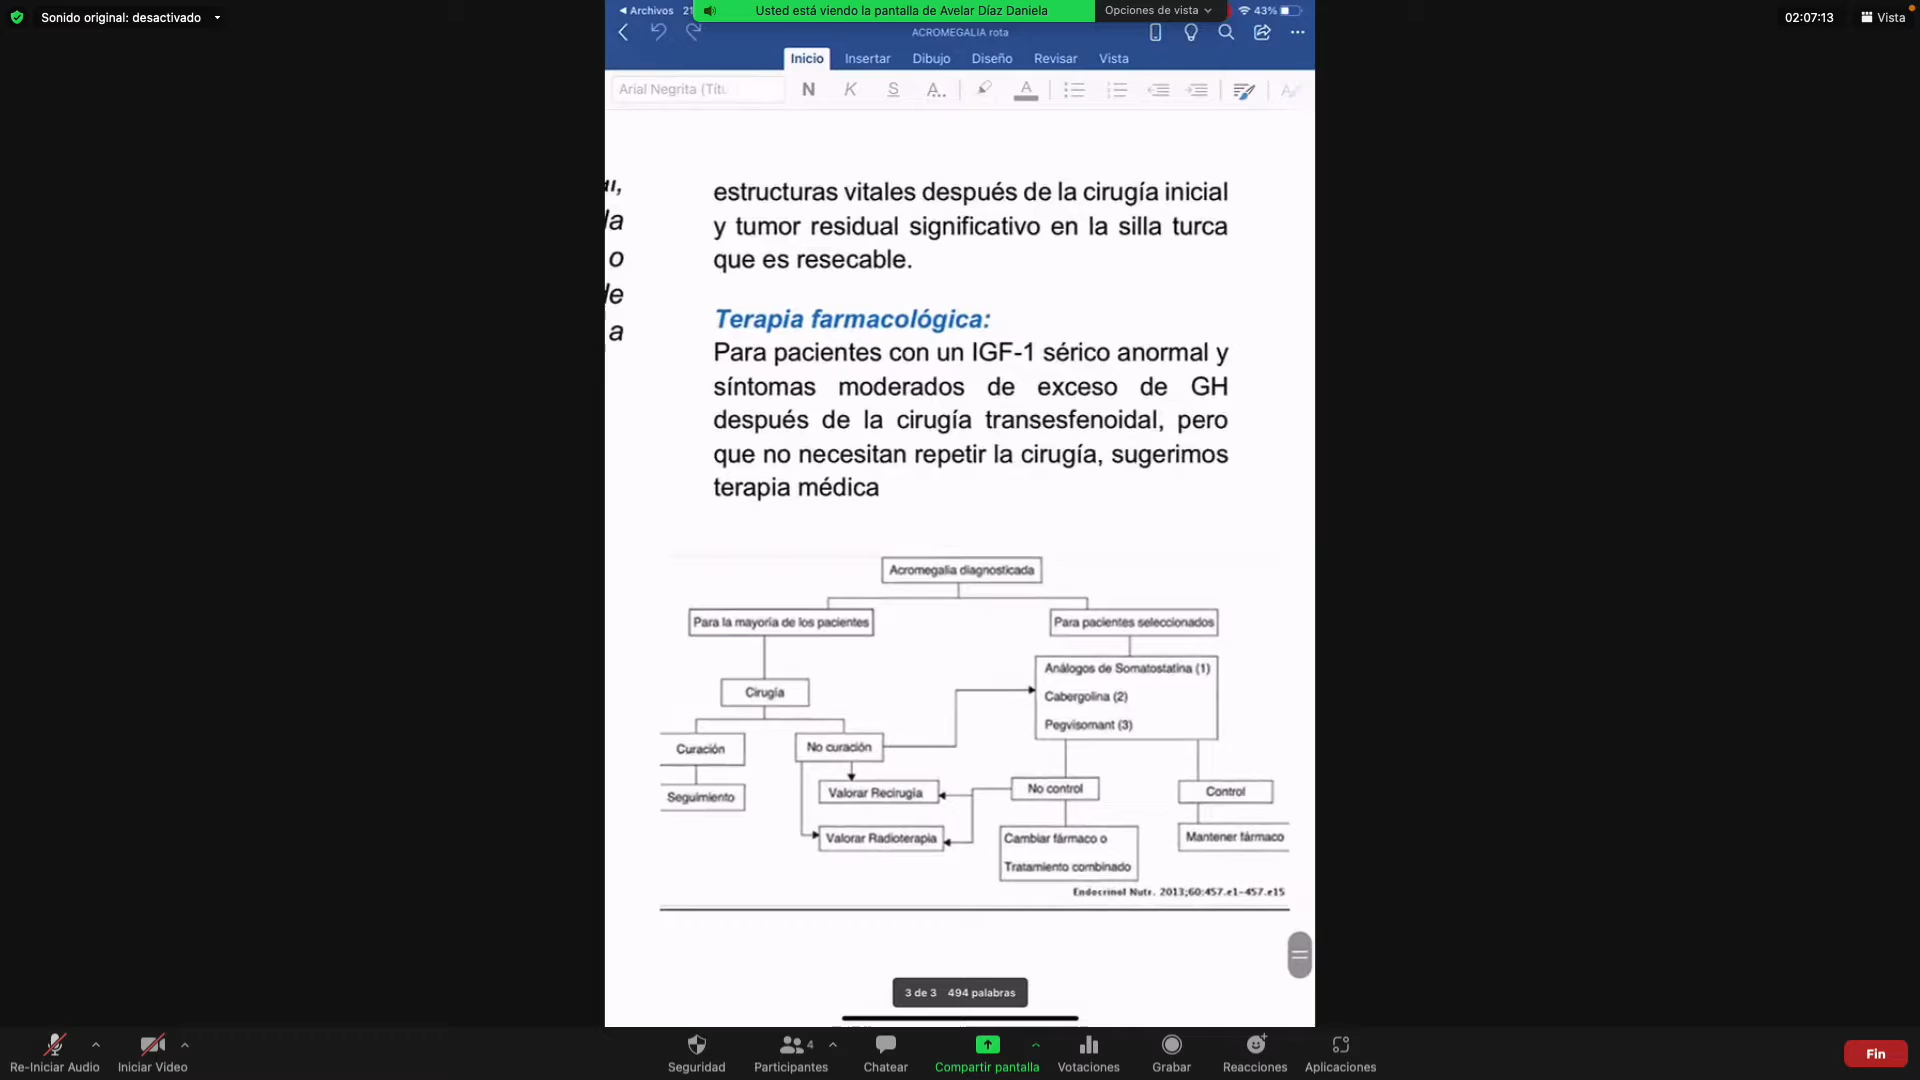 Sonido original: desactivado
Archivos 21
Usted está viendo la pantalla de Avelar Díaz Daniela
Opciones de vista
43%
02:07:13
Vista
ACROMEGALIA rota
Inicio Insertar Dibujo Diseño Revisar Vista
Arial Negrita (Títu
N K S A..
A
estructuras vitales después de la cirugía inicial
y tumor residual significativo en la silla turca
que es resecable.
la
o
de
a
Terapia farmacológica:
Para pacientes con un IGF-1 sérico anormal y
síntomas moderados de exceso de GH
después de la cirugía transesfenoidal, pero
que no necesitan repetir la cirugía, sugerimos
terapia médica
Acromegalia diagnosticada
Para la mayoría de los pacientes
Para pacientes seleccionados
Análogos de Somatostatina (1)
Cabergolina (2)
Pegvisomant (3)
Cirugía
Curación
No curación
Seguimiento
Valorar Recirugía
Valorar Radioterapia
No control
Control
Cambiar fármaco o
Tratamiento combinado
Mantener fármaco
Endocrinol Nutr. 2013;60:457.e1-457.e15
3 de 3 494 palabras
Re-Iniciar Audio
Iniciar Video
Seguridad
4
Participantes
Chatear
Compartir pantalla
Votaciones
Grabar
Reacciones
Aplicaciones
Fin